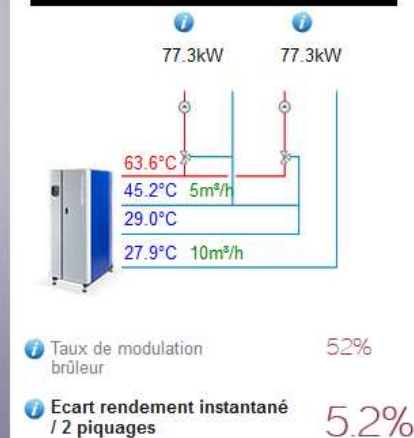 77.3kW 77.3kW
63.6°C
45.2°C 5m³/h
29.0°C
27.9°C 10m³/h
Taux de modulation 52%
brûleur
Ecart rendement instantané
/ 2 piquages 5.2%